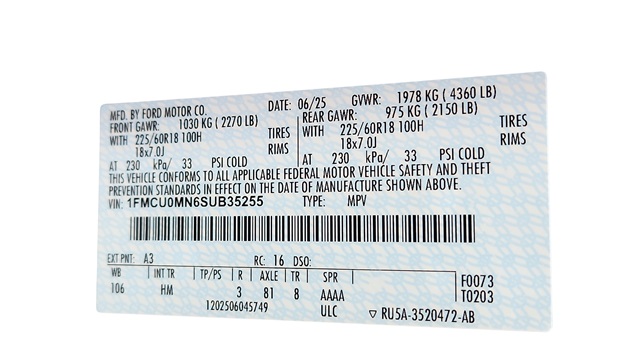 MFD. BY FORD MOTOR CO. DATE: 06/25 GVWR: 1978 KG ( 4360 LB)
FRONT GAWR: 1030 KG ( 2270 LB) REAR GAWR: 975 KG ( 2150 LB)
WITH 225/60R18 100H TIRES WITH 225/60R18 100H TIRES
18x7.0J RIMS 18x7.0J RIMS
AT 230 kPa/ 33 PSI COLD AT 230 kPa/ 33 PSI COLD
THIS VEHICLE CONFORMS TO ALL APPLICABLE FEDERAL MOTOR VEHICLE SAFETY AND THEFT
PREVENTION STANDARDS IN EFFECT ON THE DATE OF MANUFACTURE SHOWN ABOVE.
VIN: 1FMCU0MN6SUB35255 TYPE: MPV
EXT PNT: A3 RC: 16 DSO:
WB INT TR TP/PS R AXLE TR SPR F0073
106 HM 3 81 8 AAAA T0203
1202506045749 ULC ▽ RU5A-3520472-AB